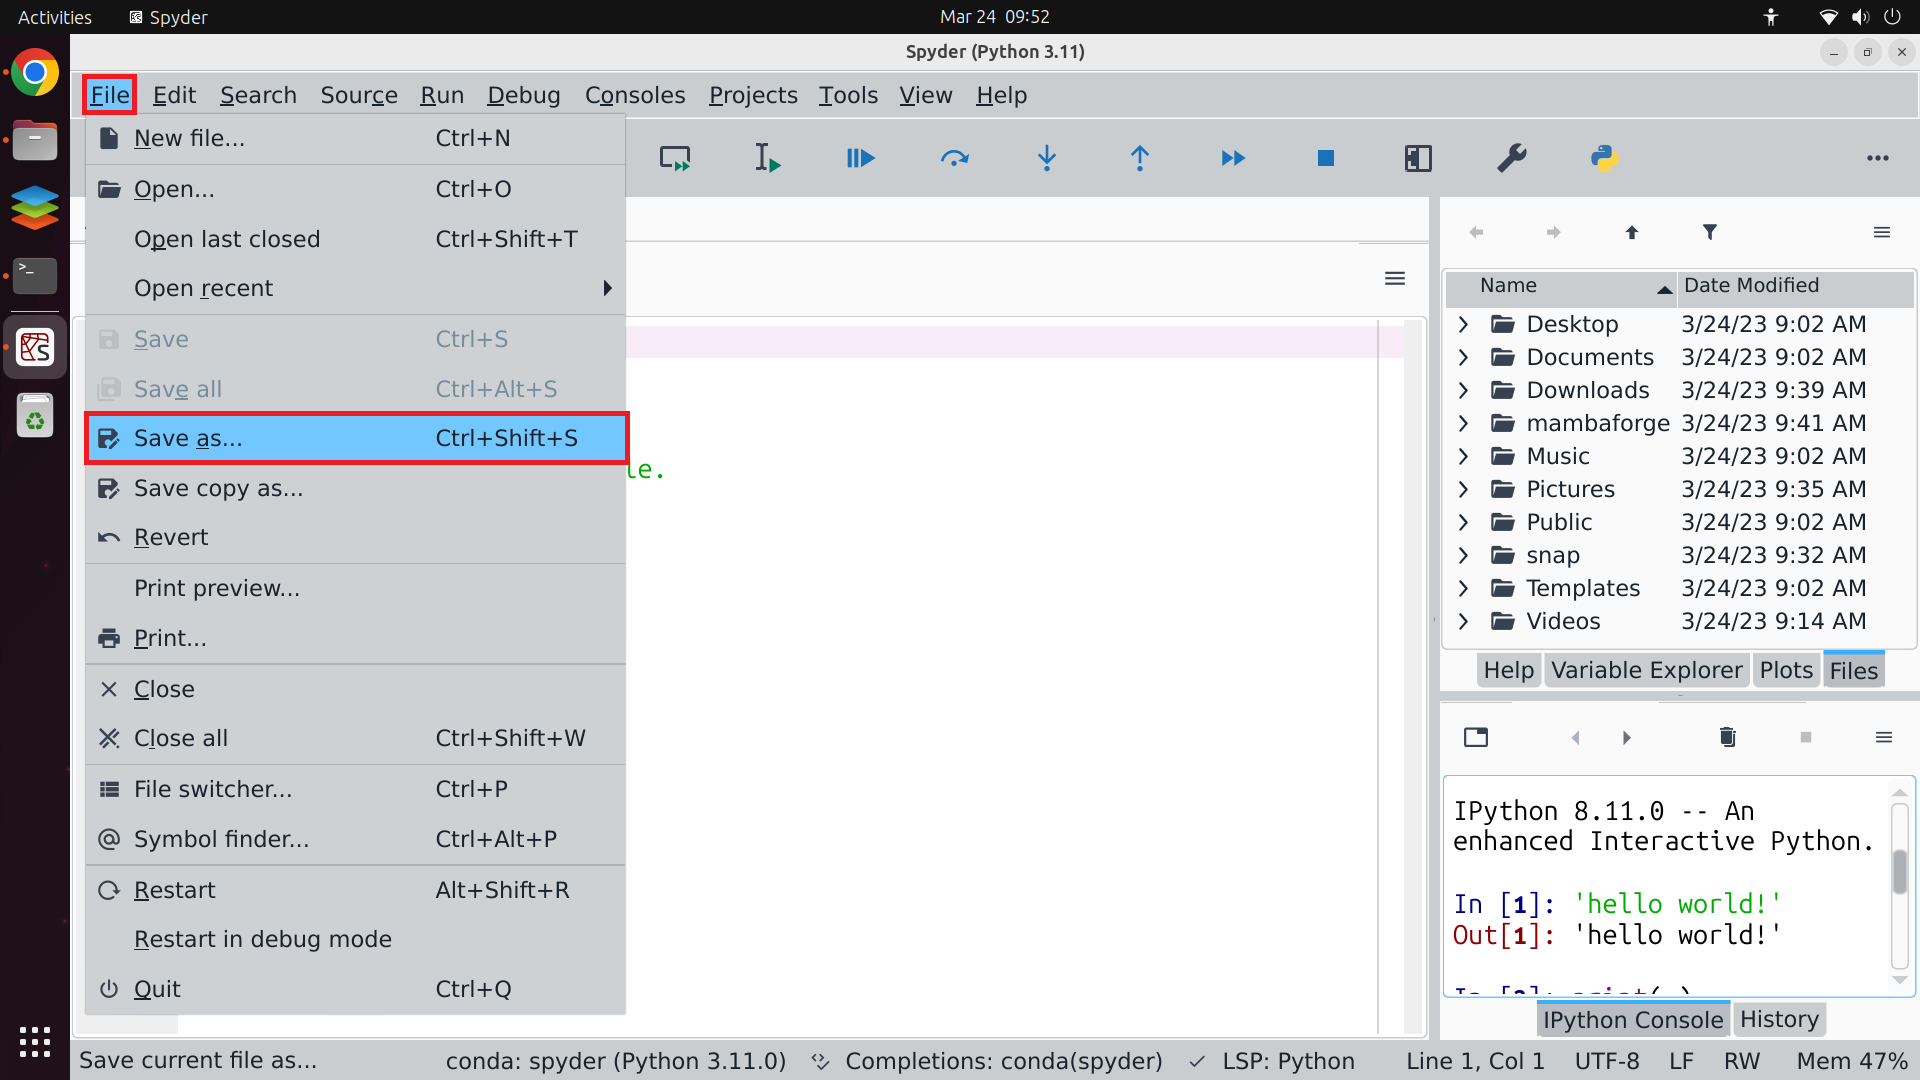 Activities Spyder Mar 24 09:52
Spyder (Python 3.11)
File Edit Search Source Run Debug Consoles Projects Tools View Help
New file... Ctrl+N
Open... Ctrl+O
Open last closed Ctrl+Shift+T
Open recent
Save Ctrl+S
Save all Ctrl+Alt+S
Save as... Ctrl+Shift+S
le.
Save copy as...
Revert
Print preview...
Print...
Close
Close all Ctrl+Shift+W
File switcher... Ctrl+P
Symbol finder... Ctrl+Alt+P
Restart Alt+Shift+R
Restart in debug mode
Quit Ctrl+Q
Name Date Modified
Desktop 3/24/23 9:02 AM
Documents 3/24/23 9:02 AM
Downloads 3/24/23 9:39 AM
mambaforge 3/24/23 9:41 AM
Music 3/24/23 9:02 AM
Pictures 3/24/23 9:35 AM
Public 3/24/23 9:02 AM
snap 3/24/23 9:32 AM
Templates 3/24/23 9:02 AM
Videos 3/24/23 9:14 AM
Help Variable Explorer Plots Files
IPython 8.11.0 -- An
enhanced Interactive Python.
In [1]: 'hello world!'
Out[1]: 'hello world!'
IPython Console History
Save current file as... conda: spyder (Python 3.11.0) Completions: conda(spyder) LSP: Python Line 1, Col 1 UTF-8 LF RW Mem 47%